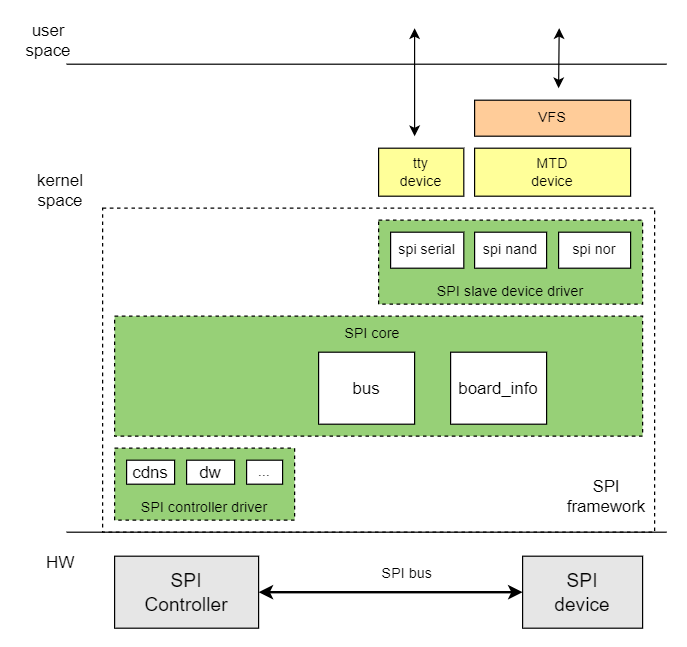 user
space
VFS
tty
device
MTD
device
kernel
space
spi serial
spi nand
spi nor
SPI slave device driver
SPI core
bus
board_info
cdns
dw
...
SPI controller driver
SPI
framework
HW
SPI
Controller
SPI bus
SPI
device